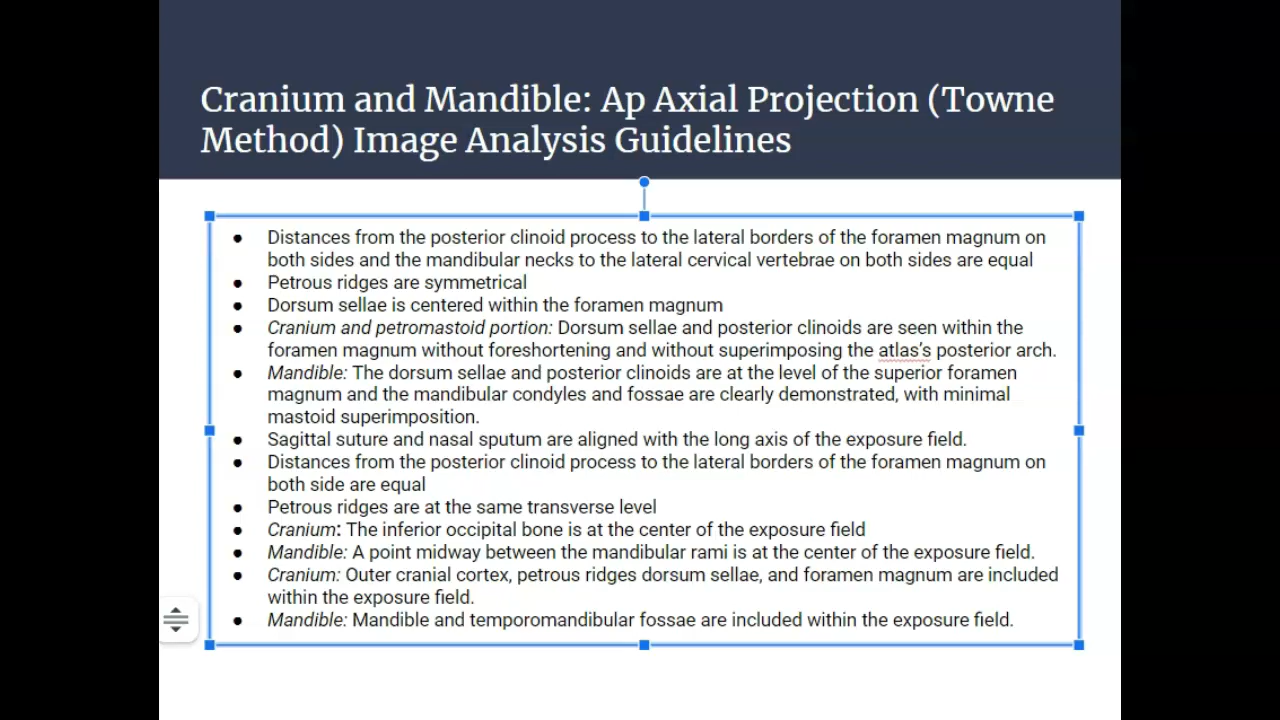 Cranium and Mandible: Ap Axial Projection (Towne
Method) Image Analysis Guidelines
● Distances from the posterior clinoid process to the lateral borders of the foramen magnum on
both sides and the mandibular necks to the lateral cervical vertebrae on both sides are equal
● Petrous ridges are symmetrical
● Dorsum sellae is centered within the foramen magnum
● Cranium and petromastoid portion: Dorsum sellae and posterior clinoids are seen within the
foramen magnum without foreshortening and without superimposing the atlas's posterior arch.
● Mandible: The dorsum sellae and posterior clinoids are at the level of the superior foramen
magnum and the mandibular condyles and fossae are clearly demonstrated, with minimal
mastoid superimposition.
● Sagittal suture and nasal sputum are aligned with the long axis of the exposure field.
● Distances from the posterior clinoid process to the lateral borders of the foramen magnum on
both side are equal
● Petrous ridges are at the same transverse level
● Cranium: The inferior occipital bone is at the center of the exposure field
● Mandible: A point midway between the mandibular rami is at the center of the exposure field.
● Cranium: Outer cranial cortex, petrous ridges dorsum sellae, and foramen magnum are included
within the exposure field.
● Mandible: Mandible and temporomandibular fossae are included within the exposure field.